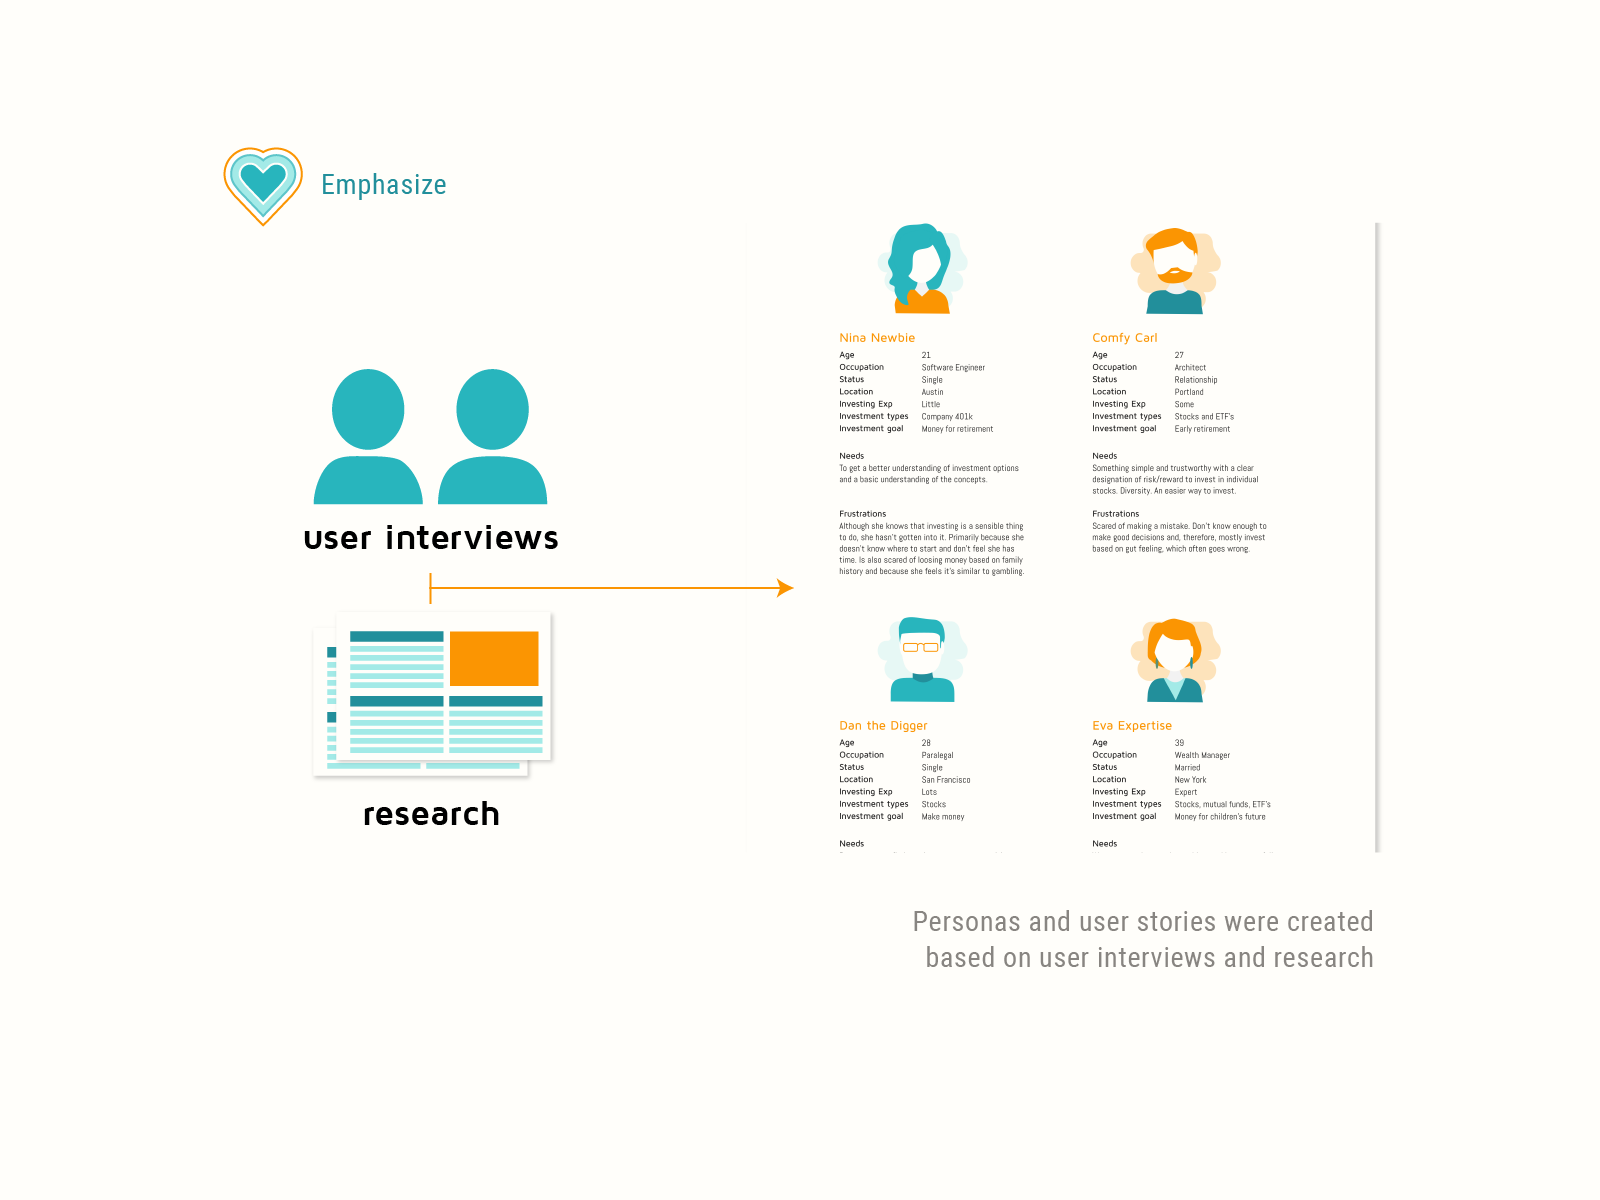 Emphasize
user interviews
research
Nina Newbie
Age 21
Occupation Software Engineer
Status Single
Location Austin
Investing Exp Little
Investment types Company 401k
Investment goal Money for retirement
Needs
To get a better understanding of investment options
and a basic understanding of the concepts.
Frustrations
Although she knows that investing is a sensible thing
to do, she hasn't gotten into it. Primarily because she
doesn't know where to start and don't feel she has
time. Is also scared of loosing money based on family
history and because she feels it's similar to gambling.
Comfy Carl
Age 27
Occupation Architect
Status Relationship
Location Portland
Investing Exp Some
Investment types Stocks and ETF's
Investment goal Early retirement
Needs
Something simple and trustworthy with a clear
designation of risk/reward to invest in individual
stocks. Diversity. An easier way to invest.
Frustrations
Scared of making a mistake. Don't know enough to
make good decisions and, therefore, mostly invest
based on gut feeling, which often goes wrong.
Dan the Digger
Age 28
Occupation Paralegal
Status Single
Location San Francisco
Investing Exp Lots
Investment types Stocks
Investment goal Make money
Needs
Eva Expertise
Age 39
Occupation Wealth Manager
Status Married
Location New York
Investing Exp Expert
Investment types Stocks, mutual funds, ETF's
Investment goal Money for children's future
Needs
Personas and user stories were created
based on user interviews and research